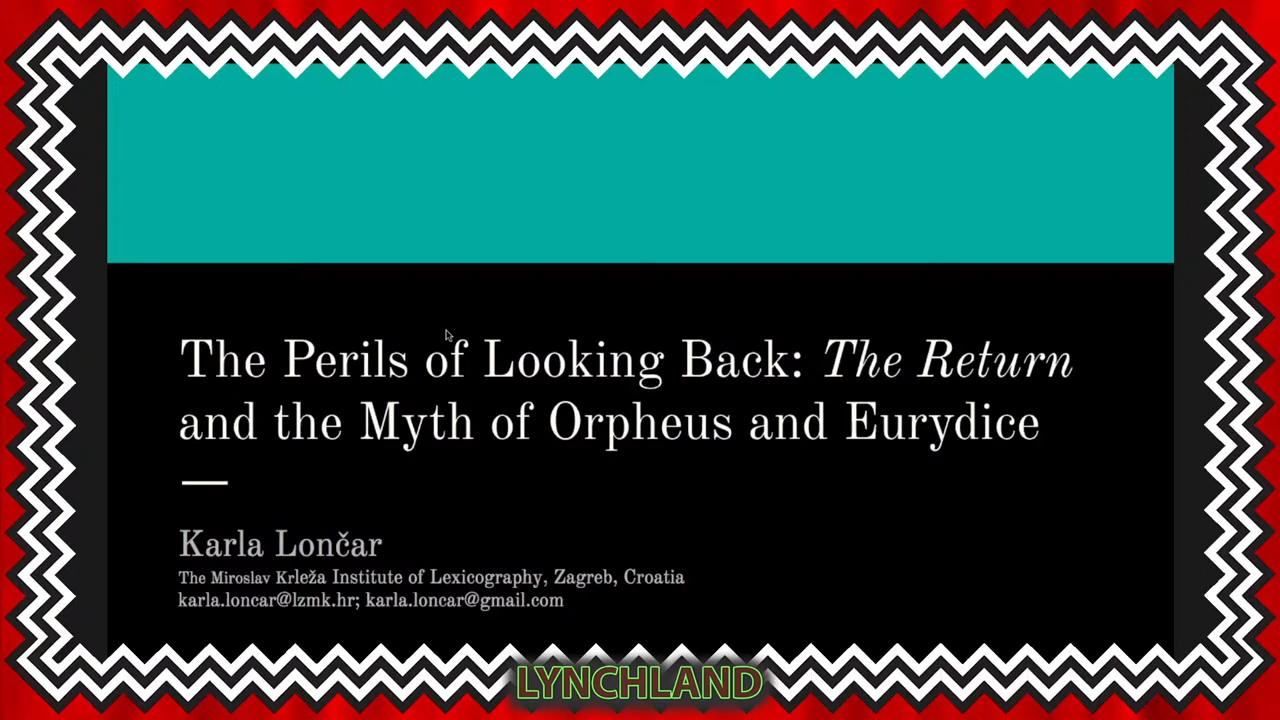 The Perils of Looking Back: The Return
and the Myth of Orpheus and Eurydice
Karla Lončar
The Miroslav Krleža Institute of Lexicography, Zagreb, Croatia
karla.loncar@lzmk.hr; karla.loncar@gmail.com
LYNCHLAND